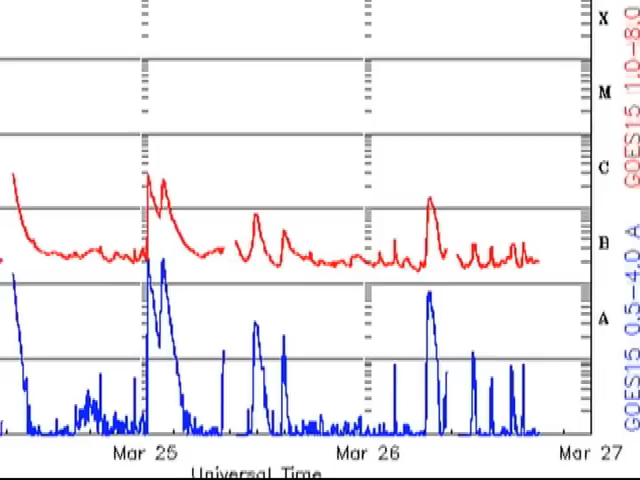 X
M
C
B
A
GOES15 1.0-8.0
GOES15 0.5-4.0 A
Mar 25
Mar 26
Mar 27
Universal Time